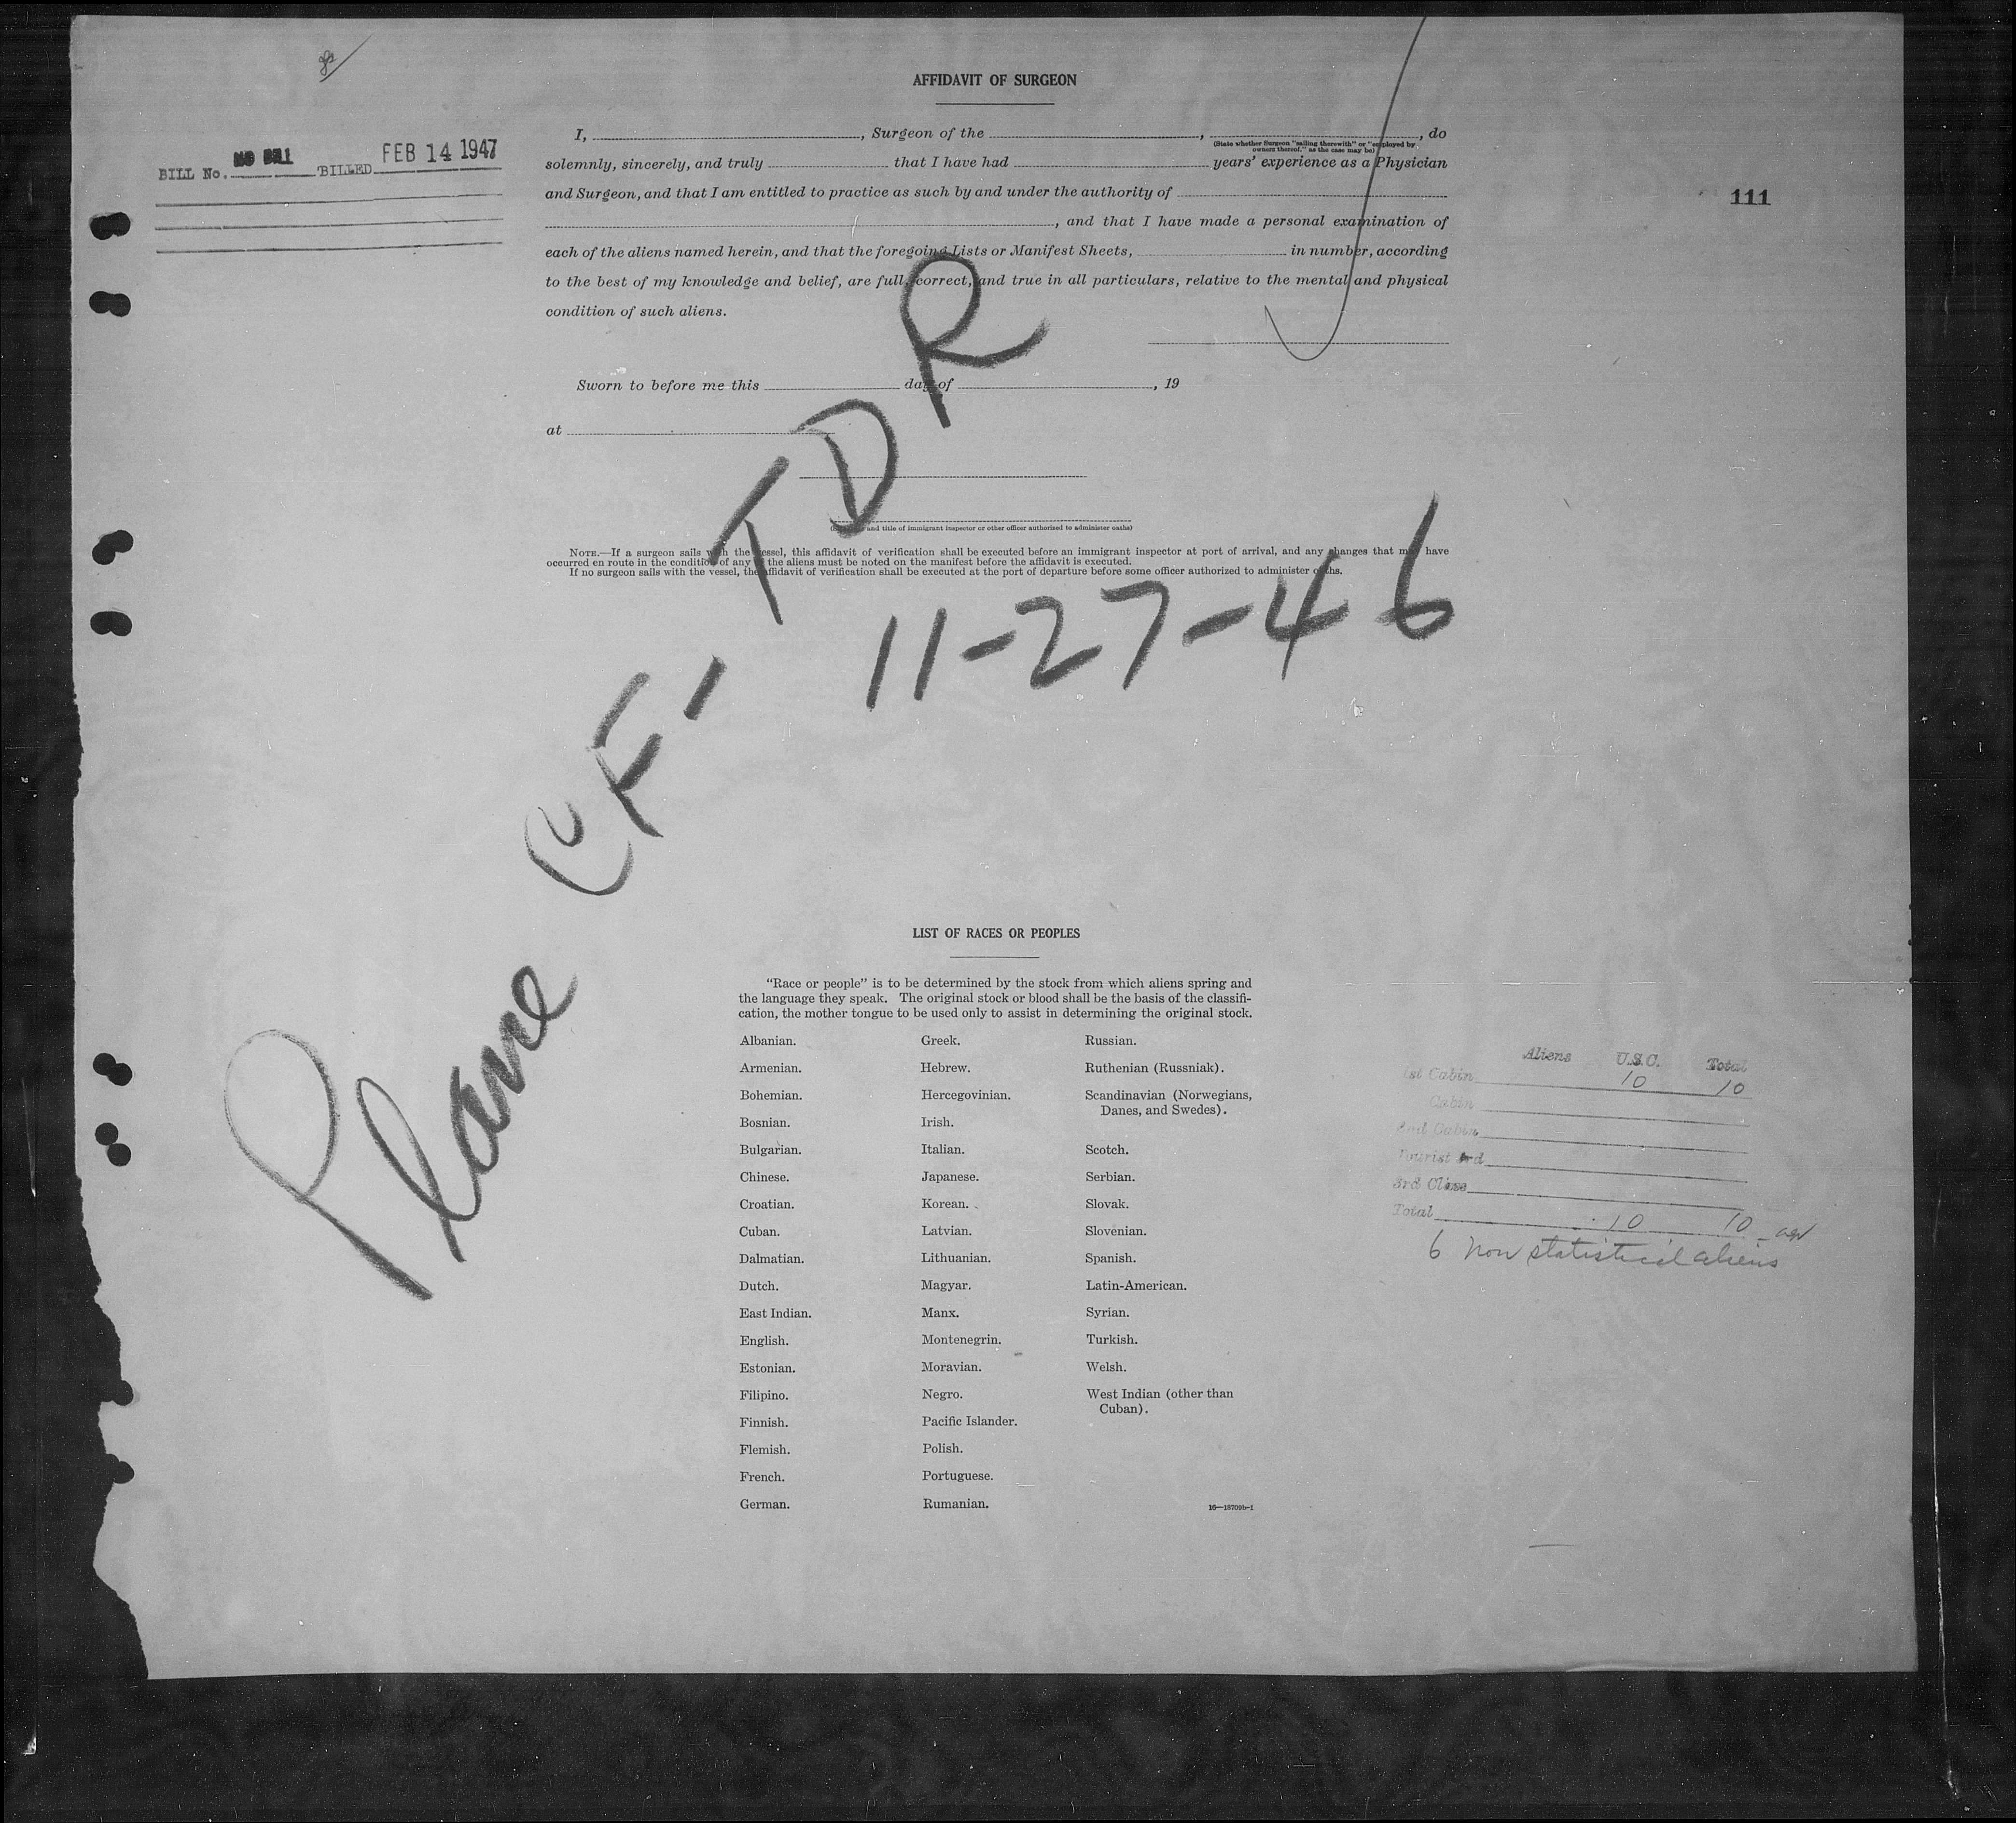 AFFIDAVIT OF SURGEON
I, , Surgeon of the , , do
(State whether Surgeon "sailing therewith" or "employed by
owners thereof," as the case may be)
solemnly, sincerely, and truly that I have had years' experience as a Physician
and Surgeon, and that I am entitled to practice as such by and under the authority of
, and that I have made a personal examination of
each of the aliens named herein, and that the foregoing Lists or Manifest Sheets, in number, according
to the best of my knowledge and belief, are full, correct, and true in all particulars, relative to the mental and physical
condition of such aliens.
BILL No. NO BILL BILLED FEB 14 1947
111
Sworn to before me this day of , 19
at
and title of immigrant inspector or other officer authorized to administer oaths)
NOTE.—If a surgeon sails with the vessel, this affidavit of verification shall be executed before an immigrant inspector at port of arrival, and any changes that may have
occurred en route in the condition of any of the aliens must be noted on the manifest before the affidavit is executed.
If no surgeon sails with the vessel, the affidavit of verification shall be executed at the port of departure before some officer authorized to administer oaths.
Plane CF-TDR
11-27-46
LIST OF RACES OR PEOPLES
"Race or people" is to be determined by the stock from which aliens spring and
the language they speak. The original stock or blood shall be the basis of the classifi-
cation, the mother tongue to be used only to assist in determining the original stock.
Albanian. Greek. Russian.
Armenian. Hebrew. Ruthenian (Russniak).
Bohemian. Hercegovinian. Scandinavian (Norwegians,
Danes, and Swedes).
Bosnian. Irish.
Bulgarian. Italian. Scotch.
Chinese. Japanese. Serbian.
Croatian. Korean. Slovak.
Cuban. Latvian. Slovenian.
Dalmatian. Lithuanian. Spanish.
Dutch. Magyar. Latin-American.
East Indian. Manx. Syrian.
English. Montenegrin. Turkish.
Estonian. Moravian. Welsh.
Filipino. Negro. West Indian (other than
Cuban).
Finnish. Pacific Islander.
Flemish. Polish.
French. Portuguese.
German. Rumanian.
16—18709b-1
Aliens U.S.C. Total
1st Cabin 10 10
Cabin
2nd Cabin
Tourist 3rd
3rd Class
Total 10 10
6 Non statistical aliens